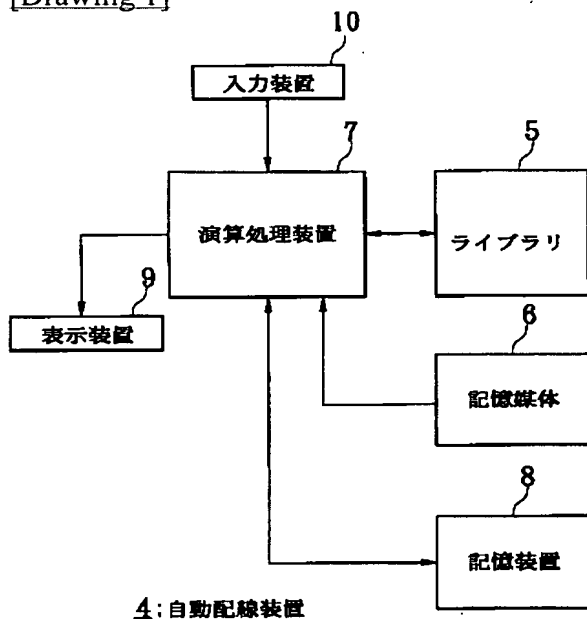 [Drawing 1]
10
入力装置
7
演算処理装置
5
ライブラリ
9
表示装置
6
記憶媒体
8
記憶装置
4:自動配線装置